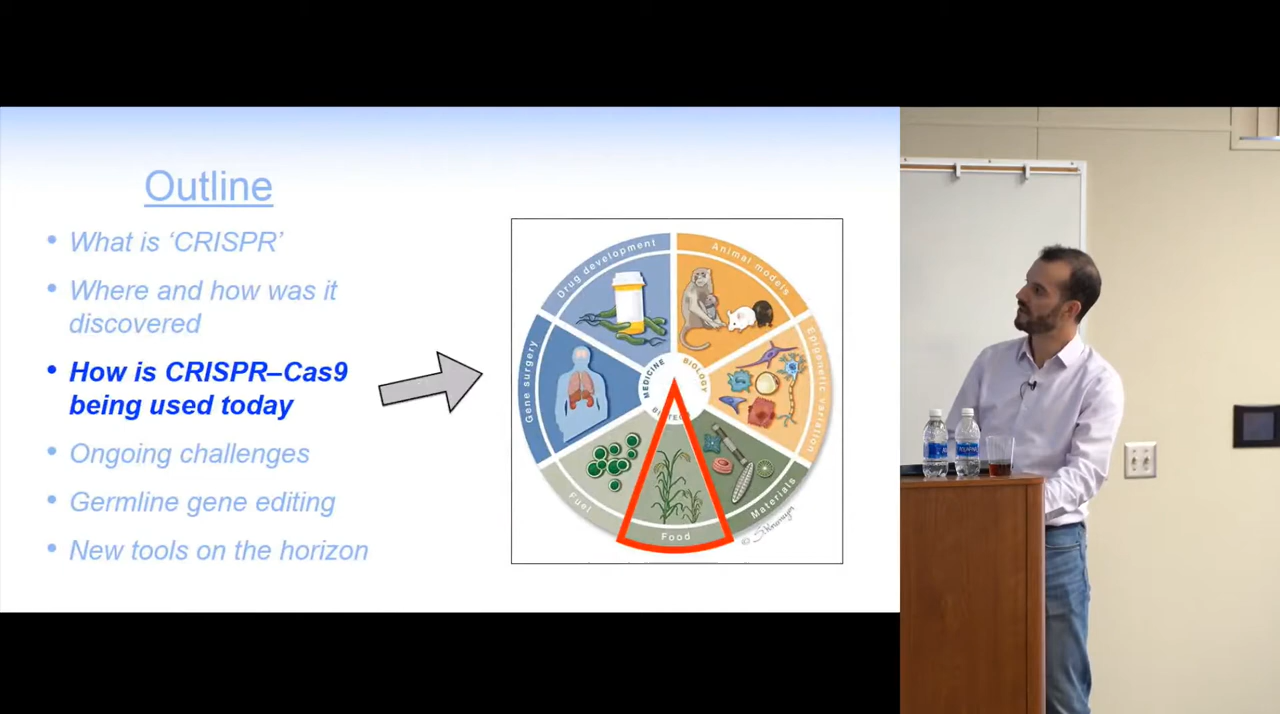 Outline
• What is ‘CRISPR’
• Where and how was it
discovered
• How is CRISPR–Cas9
being used today
• Ongoing challenges
• Germline gene editing
• New tools on the horizon
Drug development
Animal models
Gene surgery
MEDICINE
BIOLOGY
Epigenetic variation
Fuel
Food
Materials